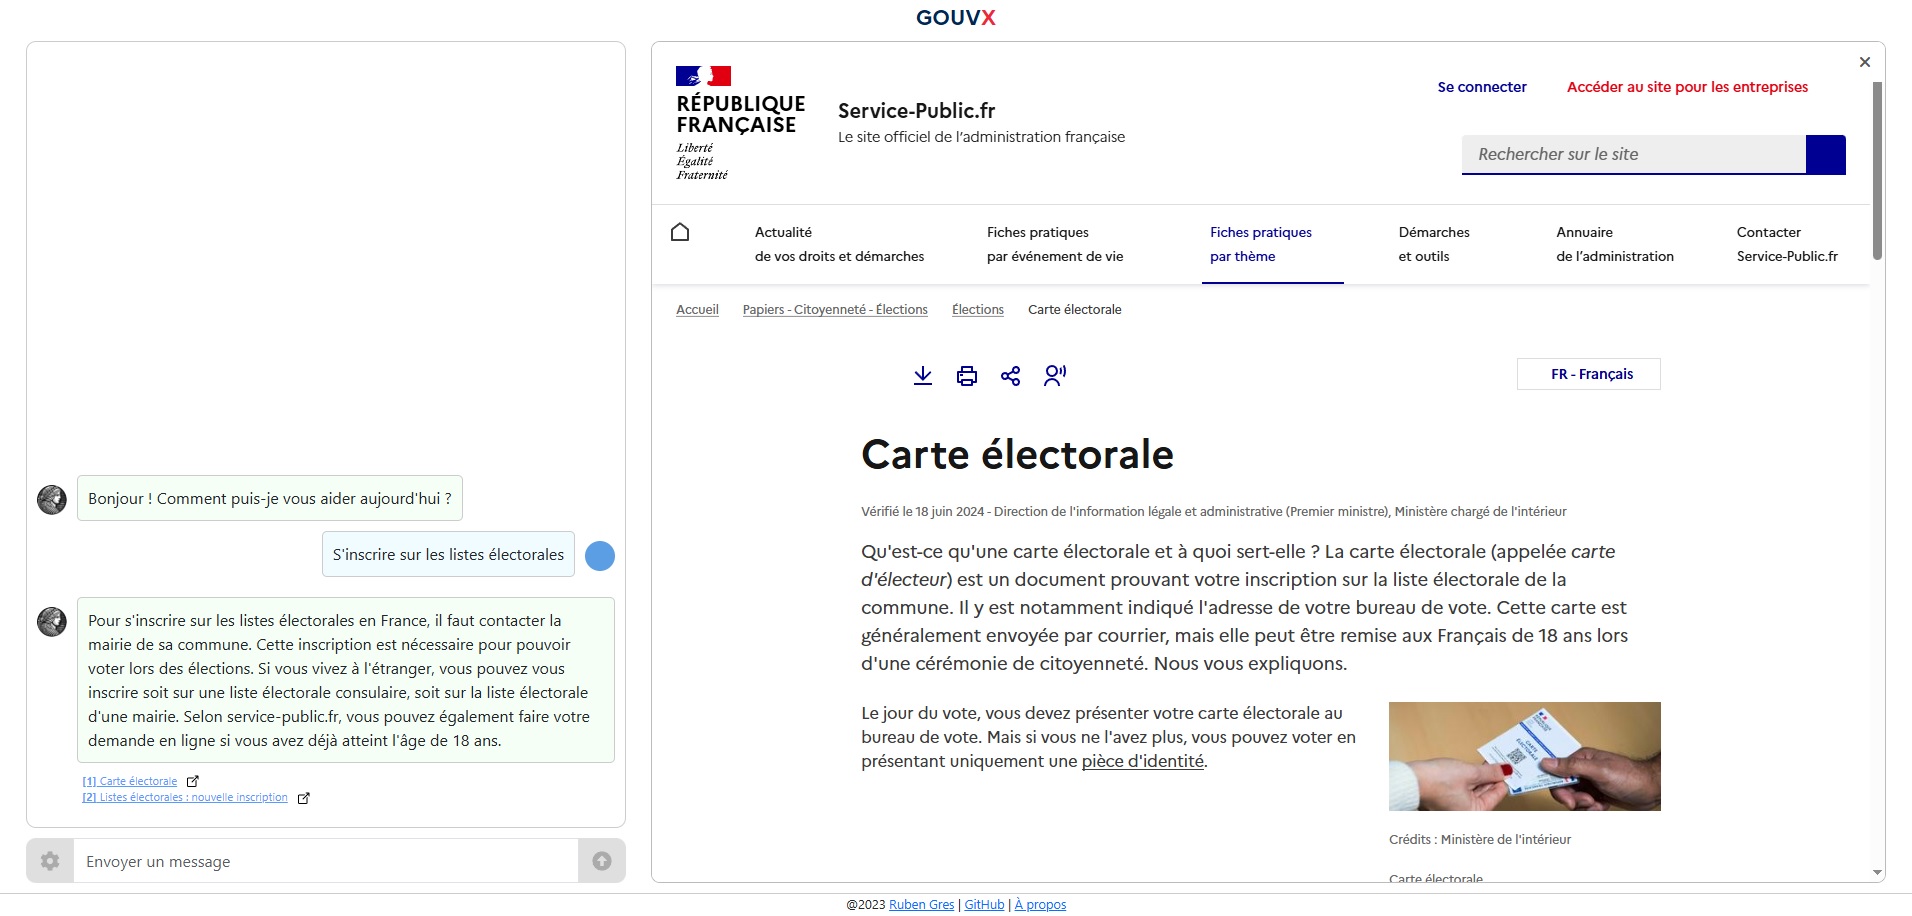 GOUVX
Bonjour ! Comment puis-je vous aider aujourd'hui ?
S'inscrire sur les listes électorales
Pour s'inscrire sur les listes électorales en France, il faut contacter la
mairie de sa commune. Cette inscription est nécessaire pour pouvoir
voter lors des élections. Si vous vivez à l'étranger, vous pouvez vous
inscrire soit sur une liste électorale consulaire, soit sur la liste électorale
d'une mairie. Selon service-public.fr, vous pouvez également faire votre
demande en ligne si vous avez déjà atteint l'âge de 18 ans.
[1] Carte électorale
[2] Listes électorales : nouvelle inscription
Envoyer un message
RÉPUBLIQUE
FRANÇAISE
Liberté
Égalité
Fraternité
Service-Public.fr
Le site officiel de l’administration française
Se connecter
Accéder au site pour les entreprises
Rechercher sur le site
Actualité
de vos droits et démarches
Fiches pratiques
par événement de vie
Fiches pratiques
par thème
Démarches
et outils
Annuaire
de l’administration
Contacter
Service-Public.fr
Accueil
Papiers - Citoyenneté - Élections
Élections
Carte électorale
FR - Français
Carte électorale
Vérifié le 18 juin 2024 - Direction de l'information légale et administrative (Premier ministre), Ministère chargé de l'intérieur
Qu'est-ce qu'une carte électorale et à quoi sert-elle ? La carte électorale (appelée carte
d'électeur) est un document prouvant votre inscription sur la liste électorale de la
commune. Il y est notamment indiqué l'adresse de votre bureau de vote. Cette carte est
généralement envoyée par courrier, mais elle peut être remise aux Français de 18 ans lors
d'une cérémonie de citoyenneté. Nous vous expliquons.
Le jour du vote, vous devez présenter votre carte électorale au
bureau de vote. Mais si vous ne l'avez plus, vous pouvez voter en
présentant uniquement une pièce d'identité.
Crédits : Ministère de l'intérieur
Carte électorale
@2023 Ruben Gres | GitHub | À propos